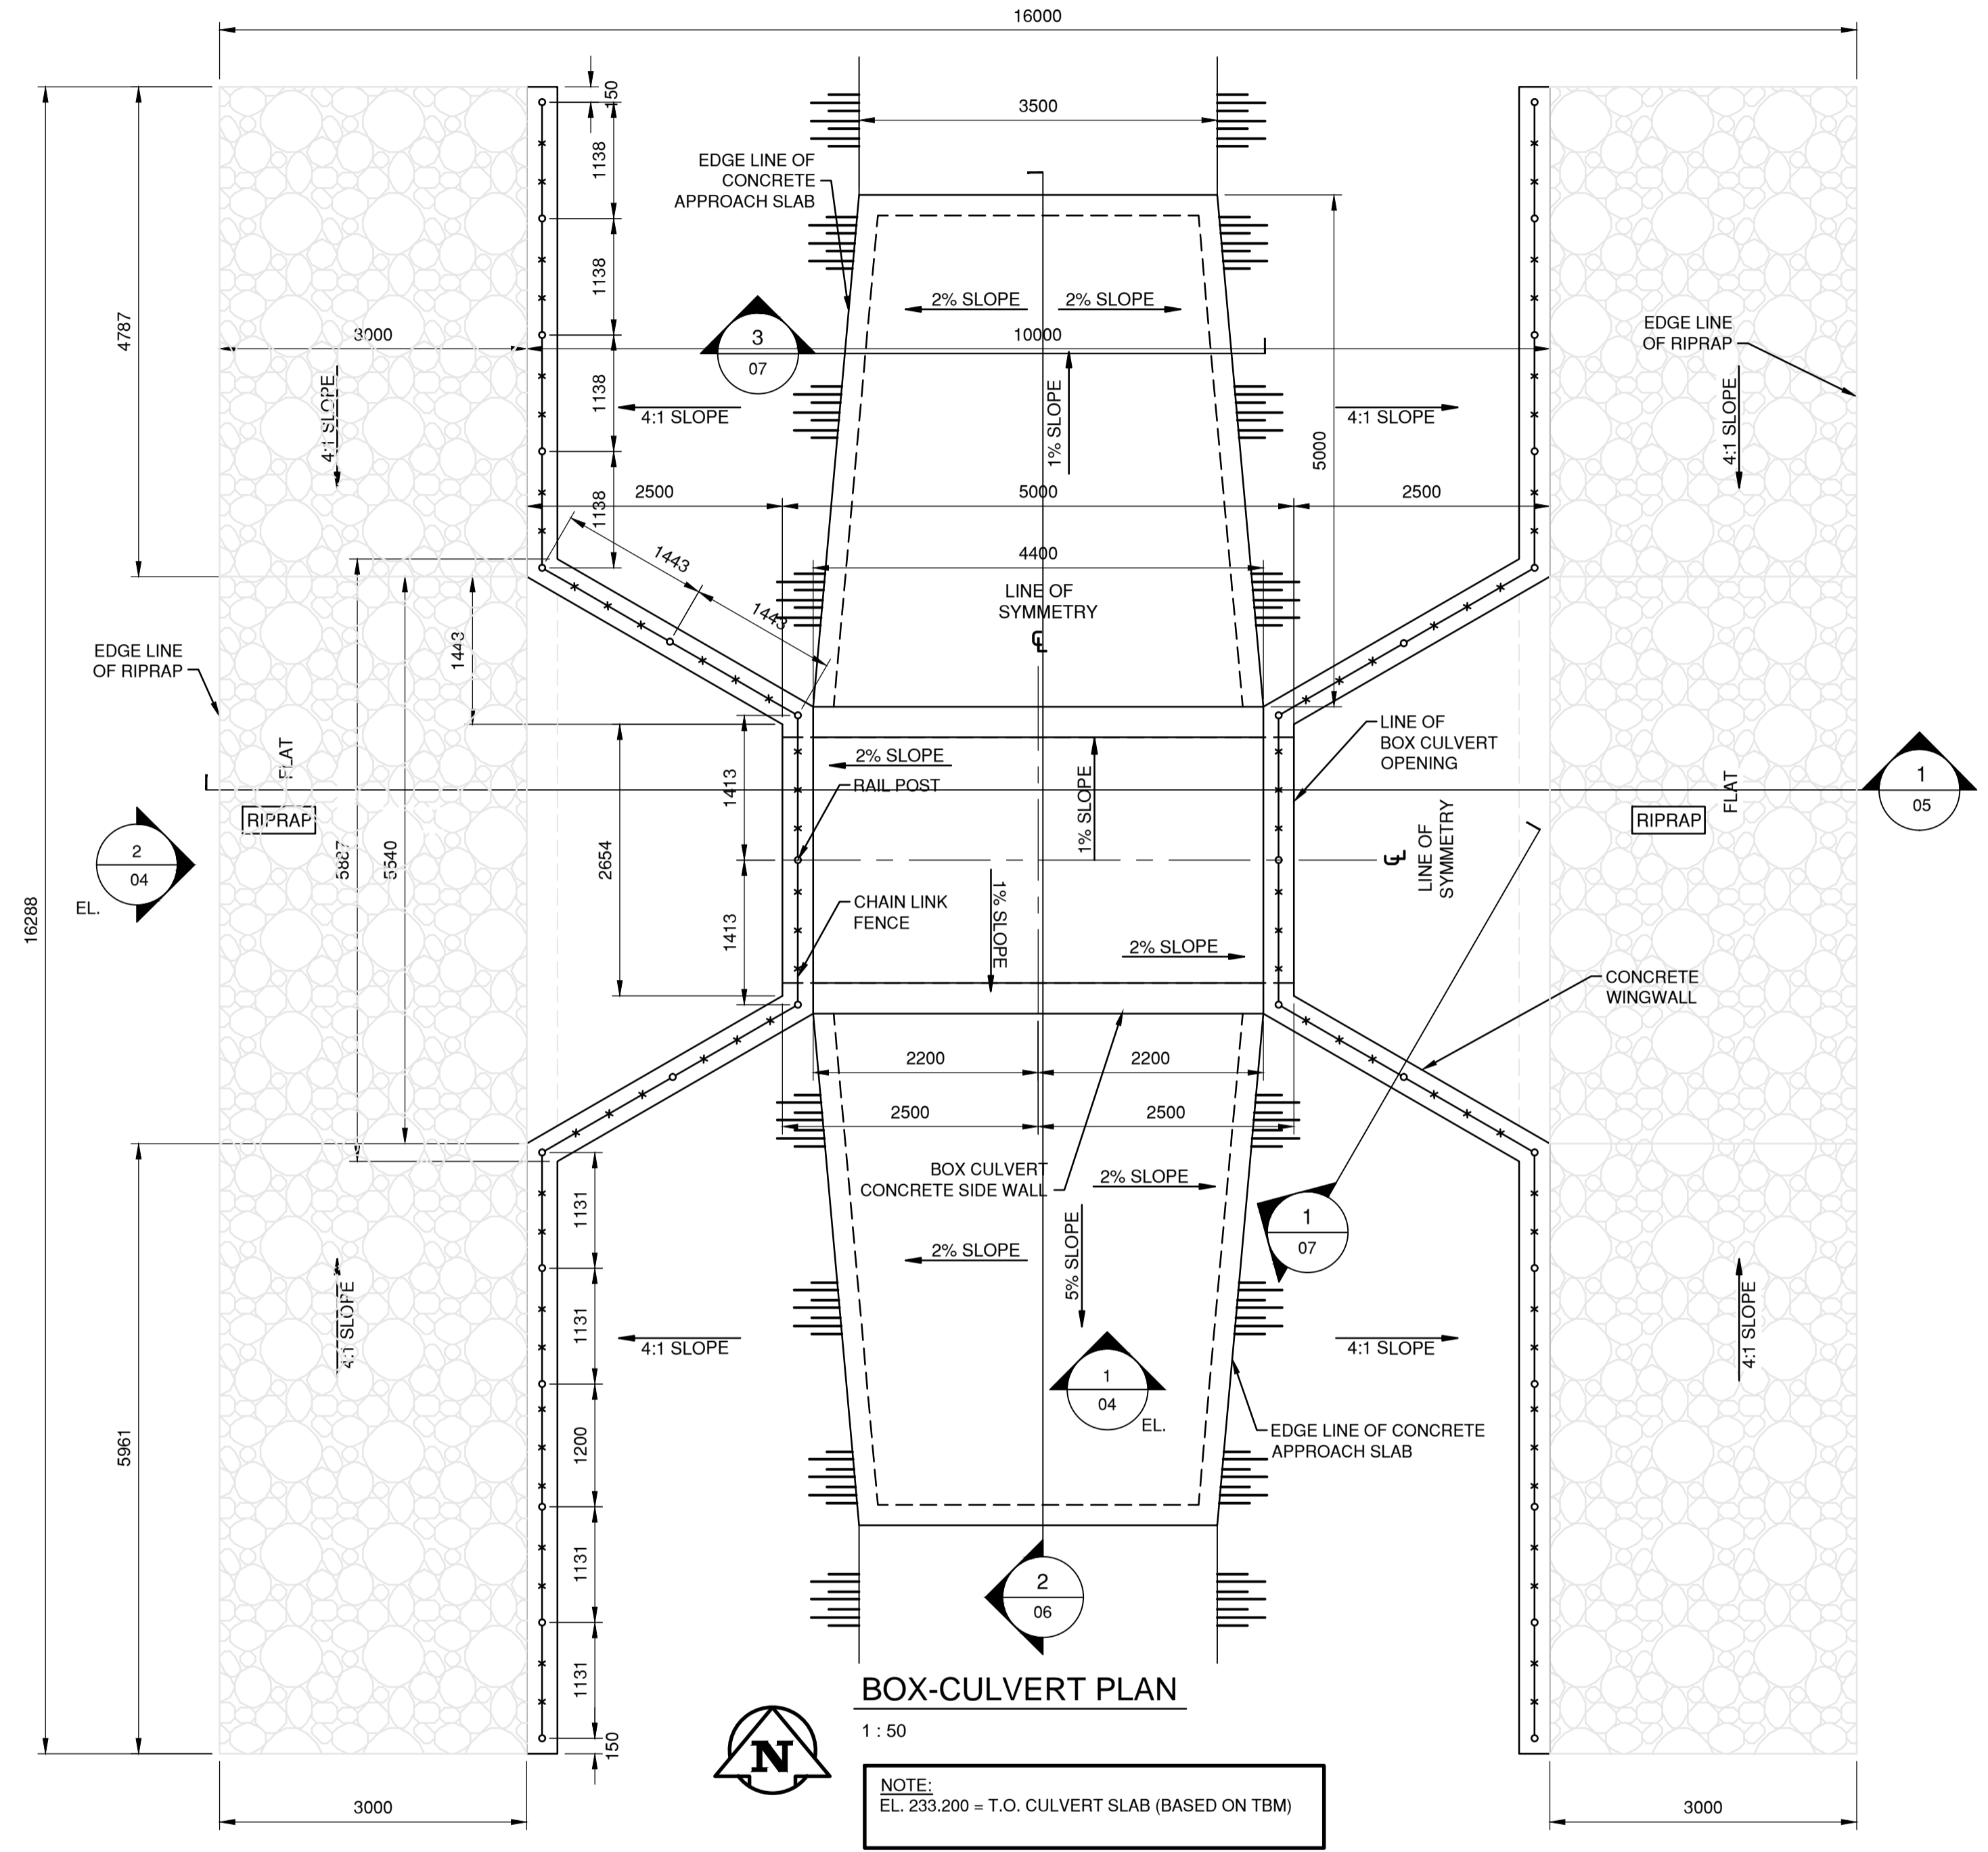 16000
150
3500
1138
EDGE LINE OF
CONCRETE
APPROACH SLAB
1138
2% SLOPE
2% SLOPE
4787
3000
3
07
10000
EDGE LINE
OF RIPRAP
4:1 SLOPE
1138
4:1 SLOPE
1% SLOPE
4:1 SLOPE
4:1 SLOPE
5000
2500
1138
5000
2500
1443
4400
LINE OF
SYMMETRY
CL
1443
1443
EDGE LINE
OF RIPRAP
LINE OF
BOX CULVERT
OPENING
FLAT
2% SLOPE
1413
RAIL POST
1% SLOPE
FLAT
1
05
RIPRAP
RIPRAP
2
04
EL.
5887
5540
2654
CL
LINE OF
SYMMETRY
16288
1413
CHAIN LINK
FENCE
1% SLOPE
2% SLOPE
CONCRETE
WINGWALL
2200
2200
2500
2500
BOX CULVERT
CONCRETE SIDE WALL
2% SLOPE
1131
1
07
5% SLOPE
2% SLOPE
4:1 SLOPE
1131
4:1 SLOPE
4:1 SLOPE
4:1 SLOPE
1
04
EL.
5961
1200
EDGE LINE OF CONCRETE
APPROACH SLAB
1131
2
06
1131
BOX-CULVERT PLAN
1 : 50
150
N
NOTE:
EL. 233.200 = T.O. CULVERT SLAB (BASED ON TBM)
3000
3000